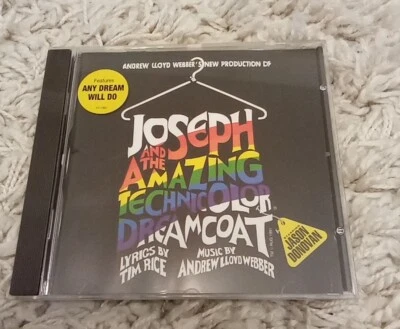 ANDREW LLOYD WEBBER'S NEW PRODUCTION OF
Features
ANY DREAM
WILL DO
JOSEPH
AND THE
AMAZING
TECHNICOLOR
DREAMCOAT
JASON
DONOVAN
LYRICS BY
TIM RICE
MUSIC BY
ANDREW LLOYD WEBBER